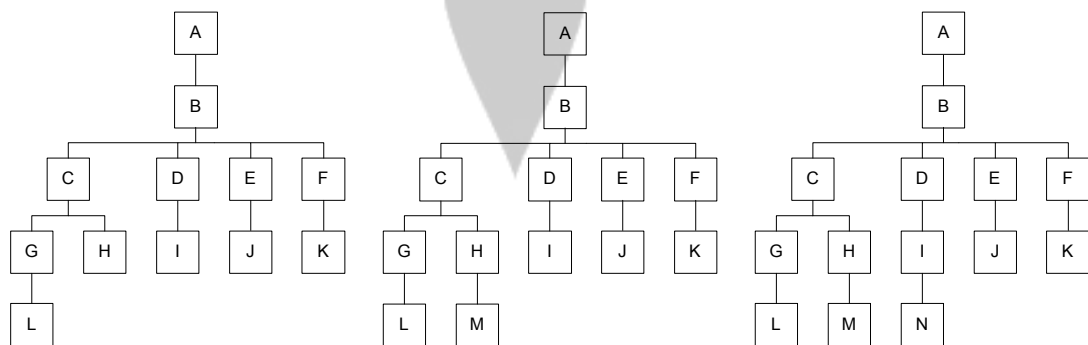 A A A
B B B
C D E F C D E F C D E F
G H I J K G H I J K G H I J K
L L M L M N